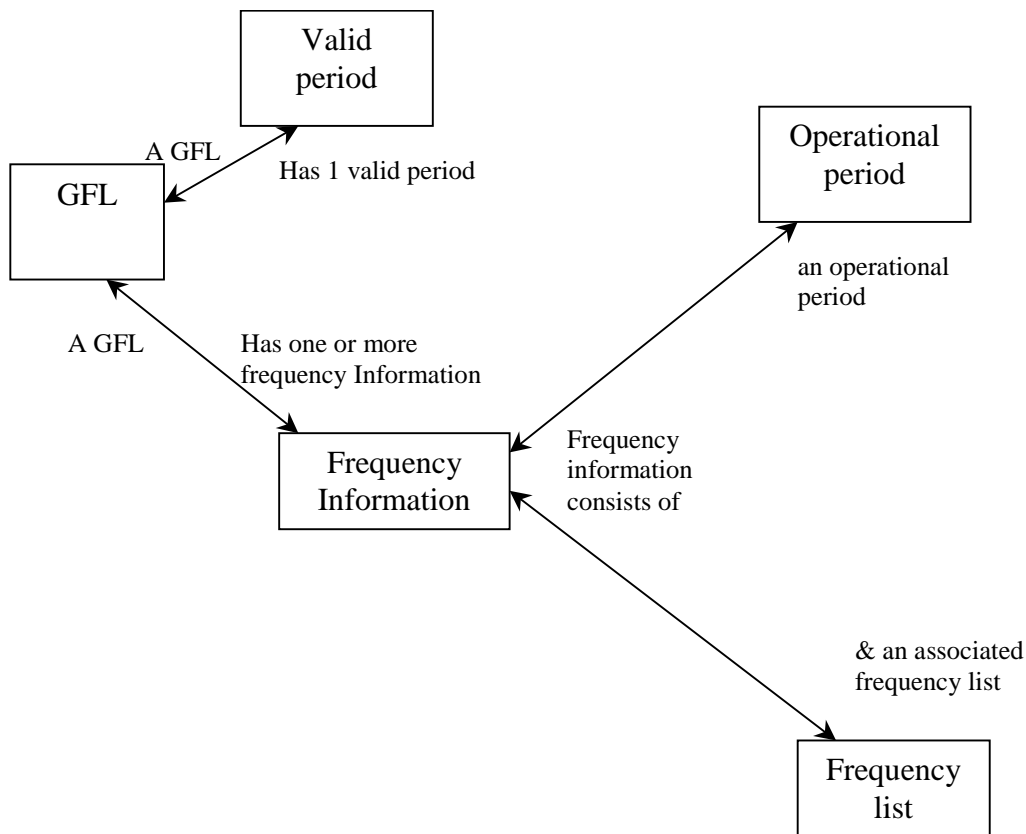 Valid
period
A GFL
Has 1 valid period
GFL
Operational
period
an operational
period
A GFL
Has one or more
frequency Information
Frequency
Information
Frequency
information
consists of
& an associated
frequency list
Frequency
list